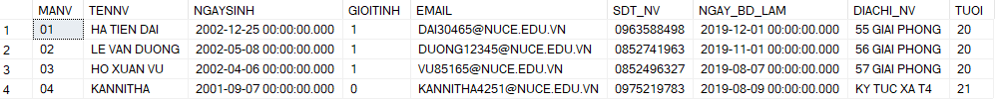 MANV TENNV NGAYSINH GIOITINH EMAIL SDT_NV NGAY_BD_LAM DIACHI_NV TUOI
1 01 HA TIEN DAI 2002-12-25 00:00:00.000 1 DAI30465@NUCE.EDU.VN 0963588498 2019-12-01 00:00:00.000 55 GIAI PHONG 20
2 02 LE VAN DUONG 2002-05-08 00:00:00.000 1 DUONG12345@NUCE.EDU.VN 0852741963 2019-11-01 00:00:00.000 56 GIAI PHONG 20
3 03 HO XUAN VU 2002-04-06 00:00:00.000 1 VU85165@NUCE.EDU.VN 0852496327 2019-08-07 00:00:00.000 57 GIAI PHONG 20
4 04 KANNITHA 2001-09-07 00:00:00.000 0 KANNITHA4251@NUCE.EDU.VN 0975219783 2019-08-09 00:00:00.000 KY TUC XA T4 21